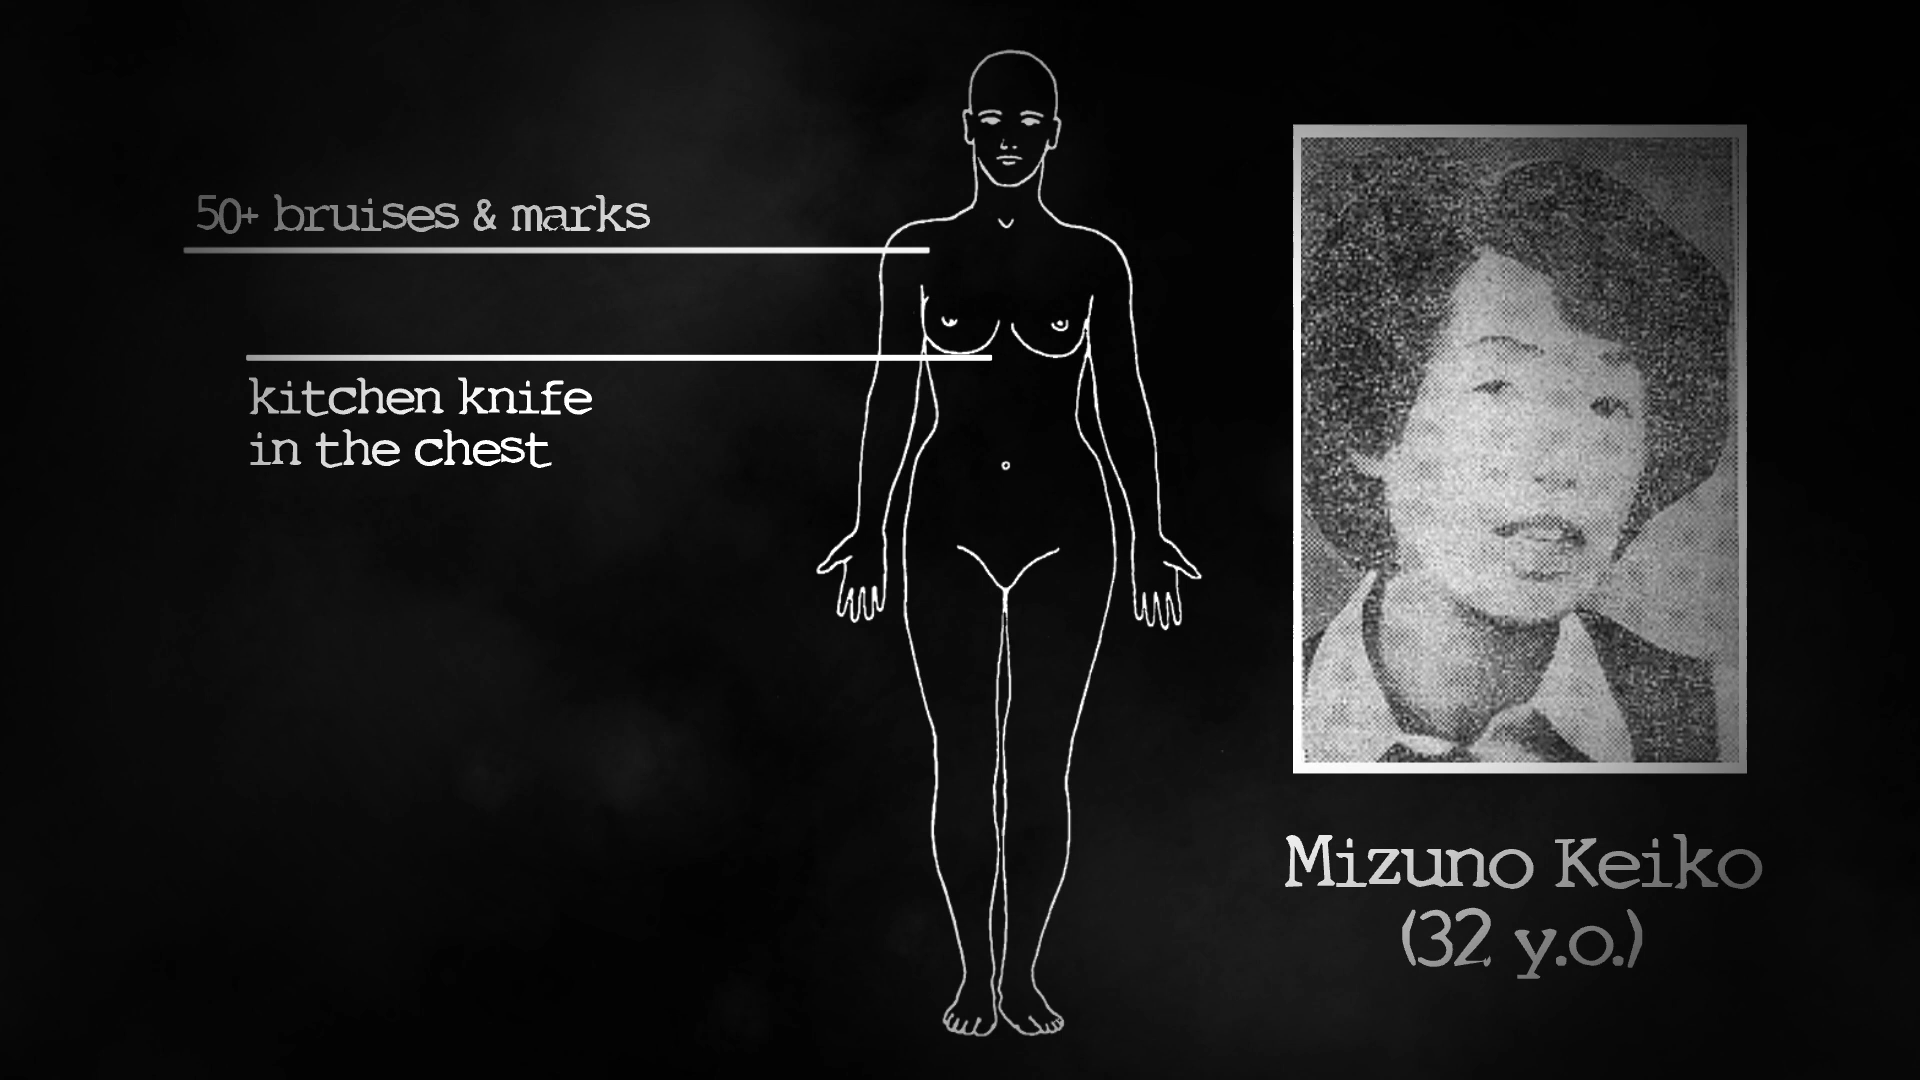 50+ bruises & marks
kitchen knife
in the chest
Mizuno Keiko
(32 y.o.)